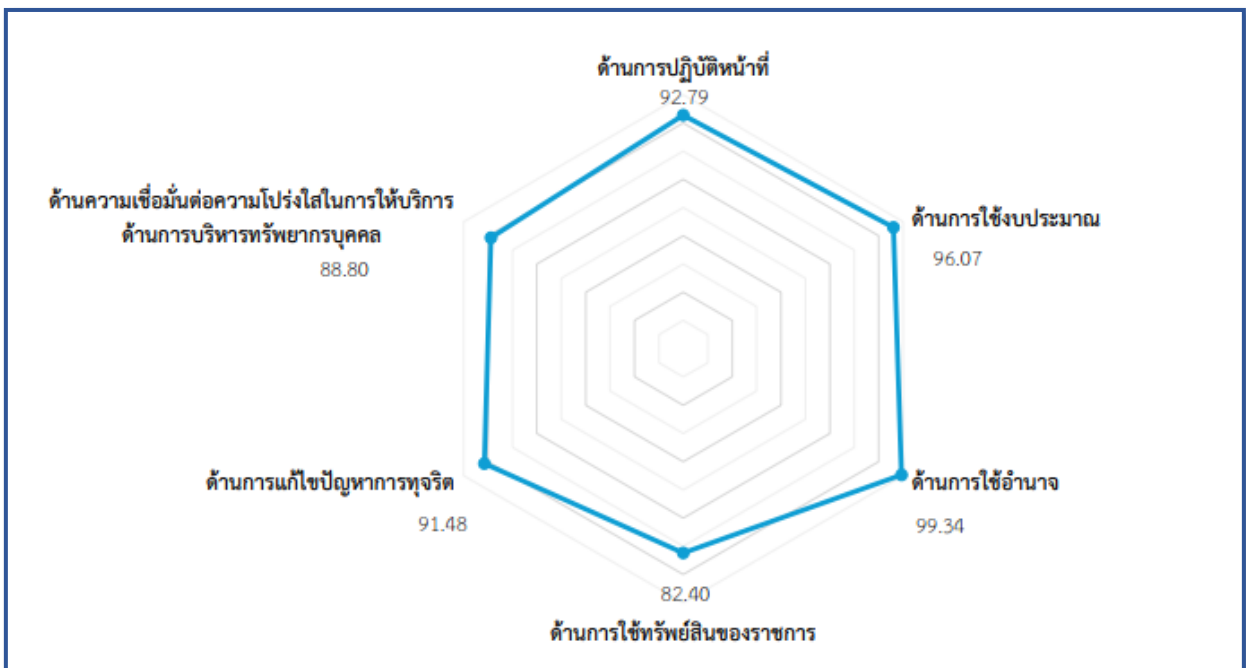 ด้านการปฏิบัติหน้าที่
92.79
ด้านความเชื่อมั่นต่อความโปร่งใสในการให้บริการ
ด้านการบริหารทรัพยากรบุคคล
88.80
ด้านการใช้งบประมาณ
96.07
ด้านการแก้ไขปัญหาการทุจริต
91.48
ด้านการใช้อำนาจ
99.34
82.40
ด้านการใช้ทรัพย์สินของราชการ